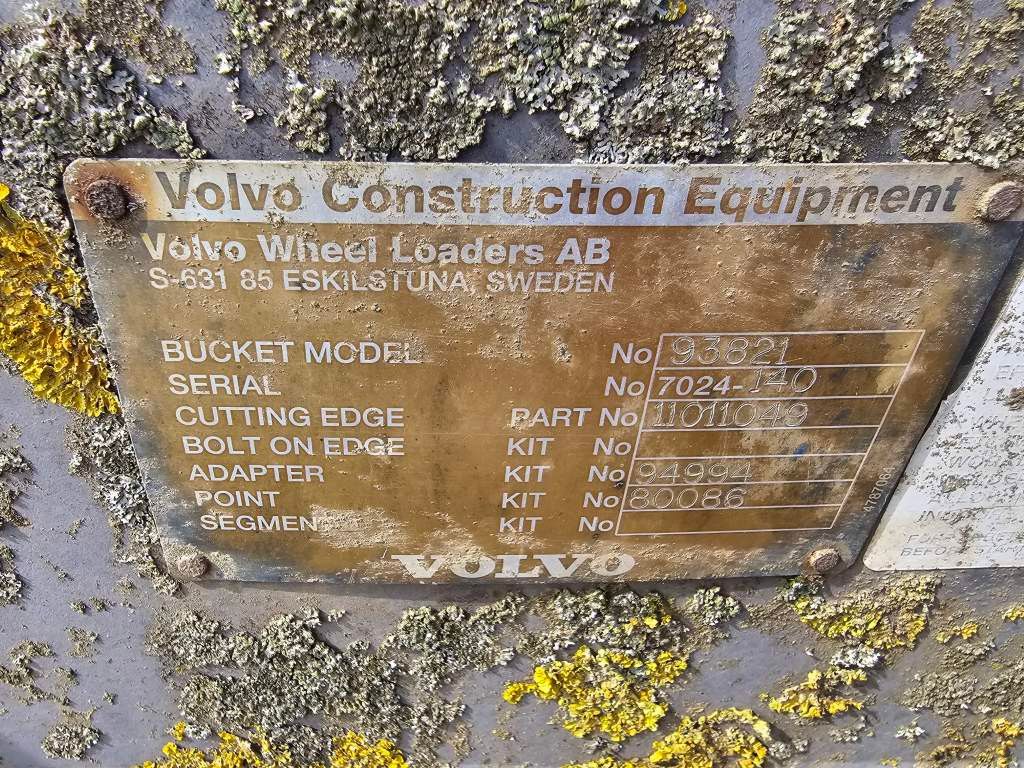 Volvo Construction Equipment
Volvo Wheel Loaders AB
S-631 85 ESKILSTUNA, SWEDEN
BUCKET MODEL No 93821
SERIAL No 7024-140
CUTTING EDGE PART No 11011049
BOLT ON EDGE KIT No
ADAPTER KIT No 94994
POINT KIT No 80086
SEGMEN KIT No
VOLVO